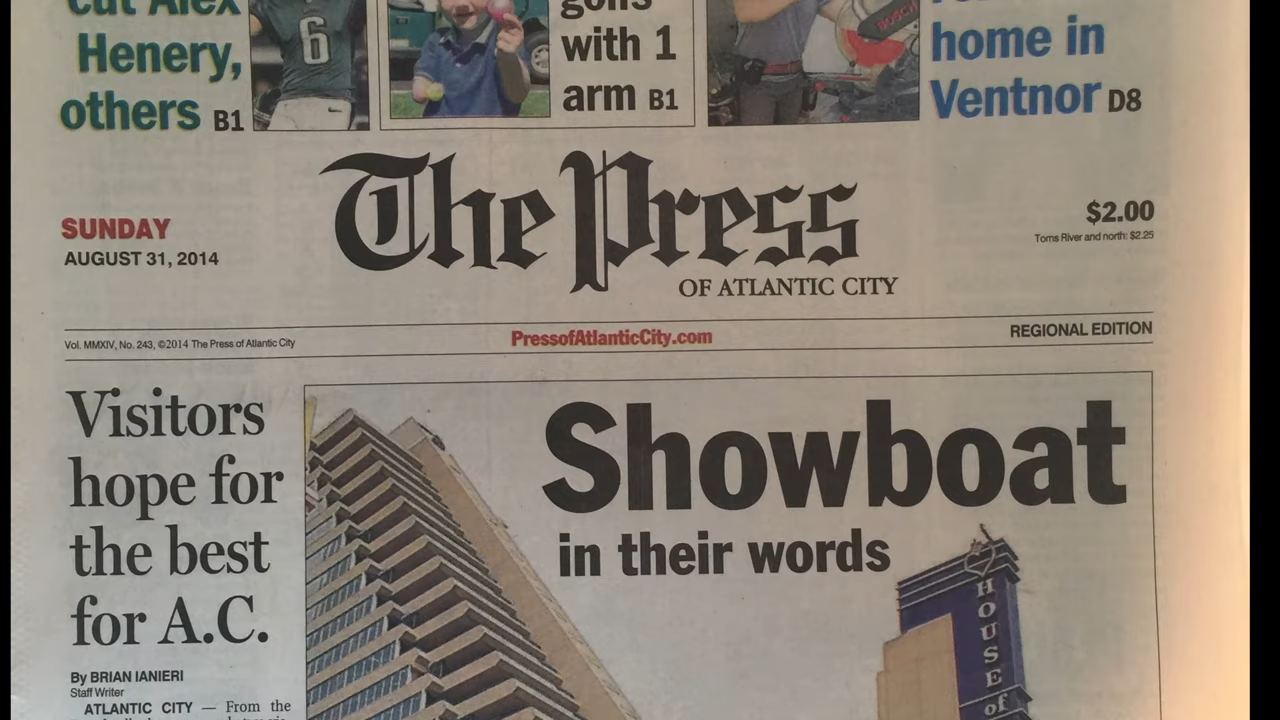 cut Alex
Henery,
others B1
6
golfs
with 1
arm B1
BOSCH
home in
Ventnor D8
The Press
OF ATLANTIC CITY
SUNDAY
AUGUST 31, 2014
$2.00
Toms River and north: $2.25
Vol. MMXIV, No. 243, ©2014 The Press of Atlantic City
PressofAtlanticCity.com
REGIONAL EDITION
Visitors
hope for
the best
for A.C.
By BRIAN IANIERI
Staff Writer
ATLANTIC CITY — From the
Showboat
in their words
HOUSE of